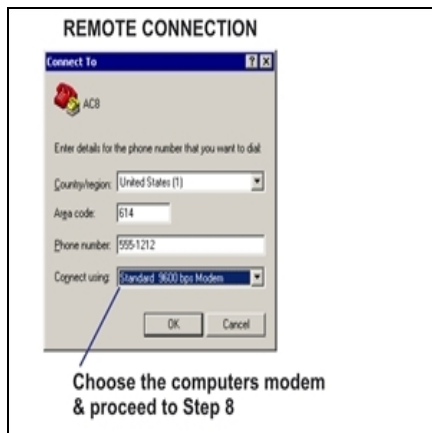 REMOTE CONNECTION
Connect To
AC8
Enter details for the phone number that you want to dial:
Country/region: United States (1)
Area code: 614
Phone number: 555-1212
Connect using: Standard 9600 bps Modem
OK Cancel
Choose the computers modem
& proceed to Step 8